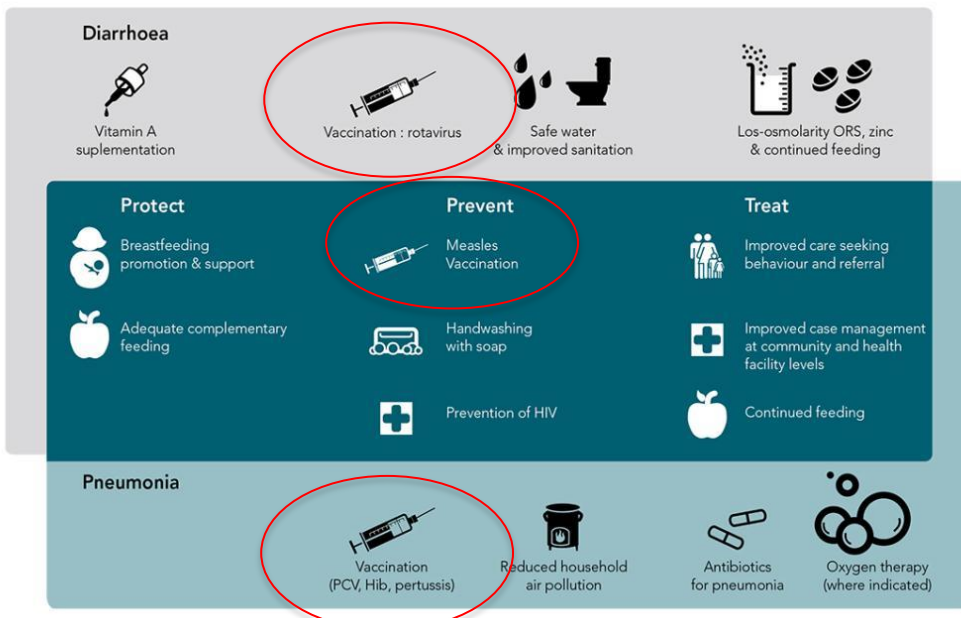 Diarrhoea
Vitamin A
suplementation
Vaccination : rotavirus
Safe water
& improved sanitation
Los-osmolarity ORS, zinc
& continued feeding
Protect
Breastfeeding
promotion & support
Adequate complementary
feeding
Prevent
Measles
Vaccination
Handwashing
with soap
Prevention of HIV
Treat
Improved care seeking
behaviour and referral
Improved case management
at community and health
facility levels
Continued feeding
Pneumonia
Vaccination
(PCV, Hib, pertussis)
Reduced household
air pollution
Antibiotics
for pneumonia
Oxygen therapy
(where indicated)